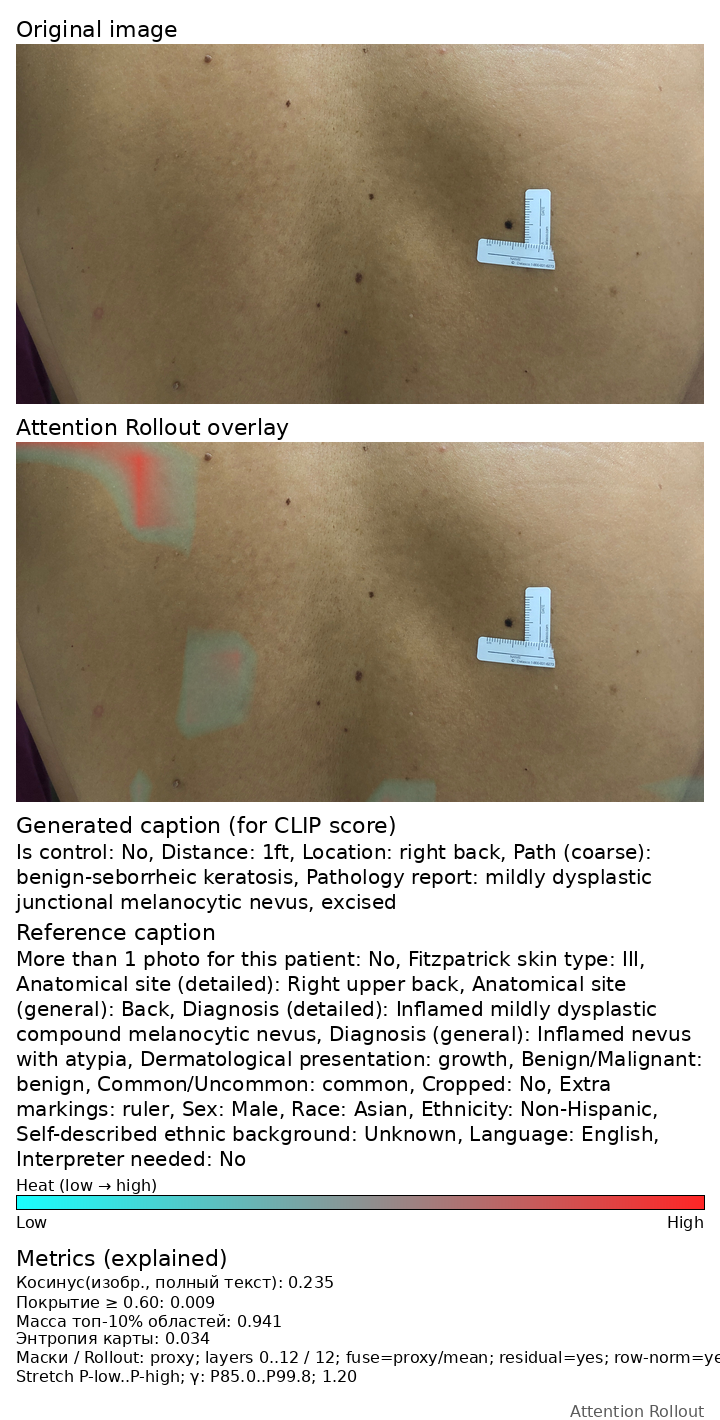 Original image
Attention Rollout overlay
Generated caption (for CLIP score)
Is control: No, Distance: 1ft, Location: right back, Path (coarse):
benign-seborrheic keratosis, Pathology report: mildly dysplastic
junctional melanocytic nevus, excised
Reference caption
More than 1 photo for this patient: No, Fitzpatrick skin type: III,
Anatomical site (detailed): Right upper back, Anatomical site
(general): Back, Diagnosis (detailed): Inflamed mildly dysplastic
compound melanocytic nevus, Diagnosis (general): Inflamed nevus
with atypia, Dermatological presentation: growth, Benign/Malignant:
benign, Common/Uncommon: common, Cropped: No, Extra
markings: ruler, Sex: Male, Race: Asian, Ethnicity: Non-Hispanic,
Self-described ethnic background: Unknown, Language: English,
Interpreter needed: No
Heat (low → high)
Low High
Metrics (explained)
Косинус(изобр., полный текст): 0.235
Покрытие ≥ 0.60: 0.009
Масса топ-10% областей: 0.941
Энтропия карты: 0.034
Маски / Rollout: proxy; layers 0..12 / 12; fuse=proxy/mean; residual=yes; row-norm=ye
Stretch P-low..P-high; γ: P85.0..P99.8; 1.20
Attention Rollout